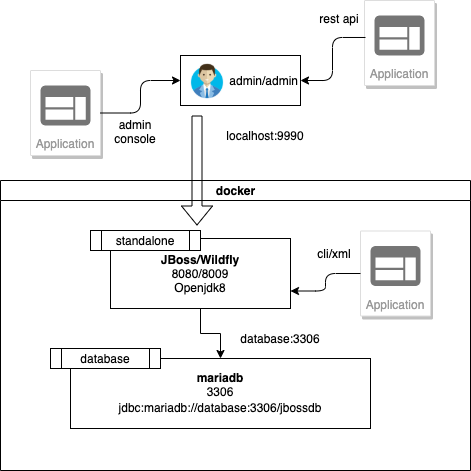 rest api
Application
admin/admin
Application
admin
console
localhost:9990
docker
standalone
JBoss/Wildfly
8080/8009
Openjdk8
cli/xml
Application
database:3306
database
mariadb
3306
jdbc:mariadb://database:3306/jbossdb